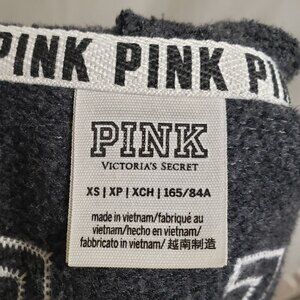 PINK PINK PI
PINK
VICTORIA'S SECRET
XS | XP | XCH | 165/84A
made in vietnam/fabriqué au
vietnam/hecho en vietnam/
fabbricato in vietnam/ 越南制造